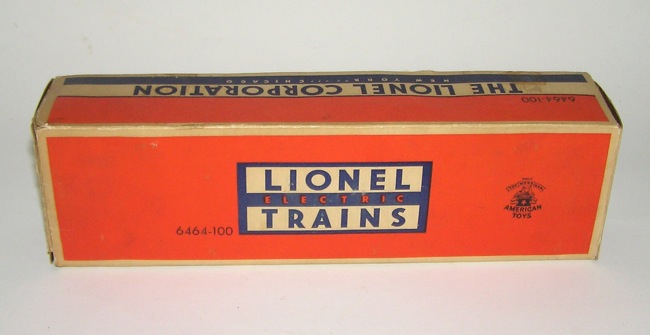 NEW YORK CHICAGO
THE LIONEL CORPORATION
6464-100
LIONEL
ELECTRIC
TRAINS
6464-100
AMERICAN
TOYS